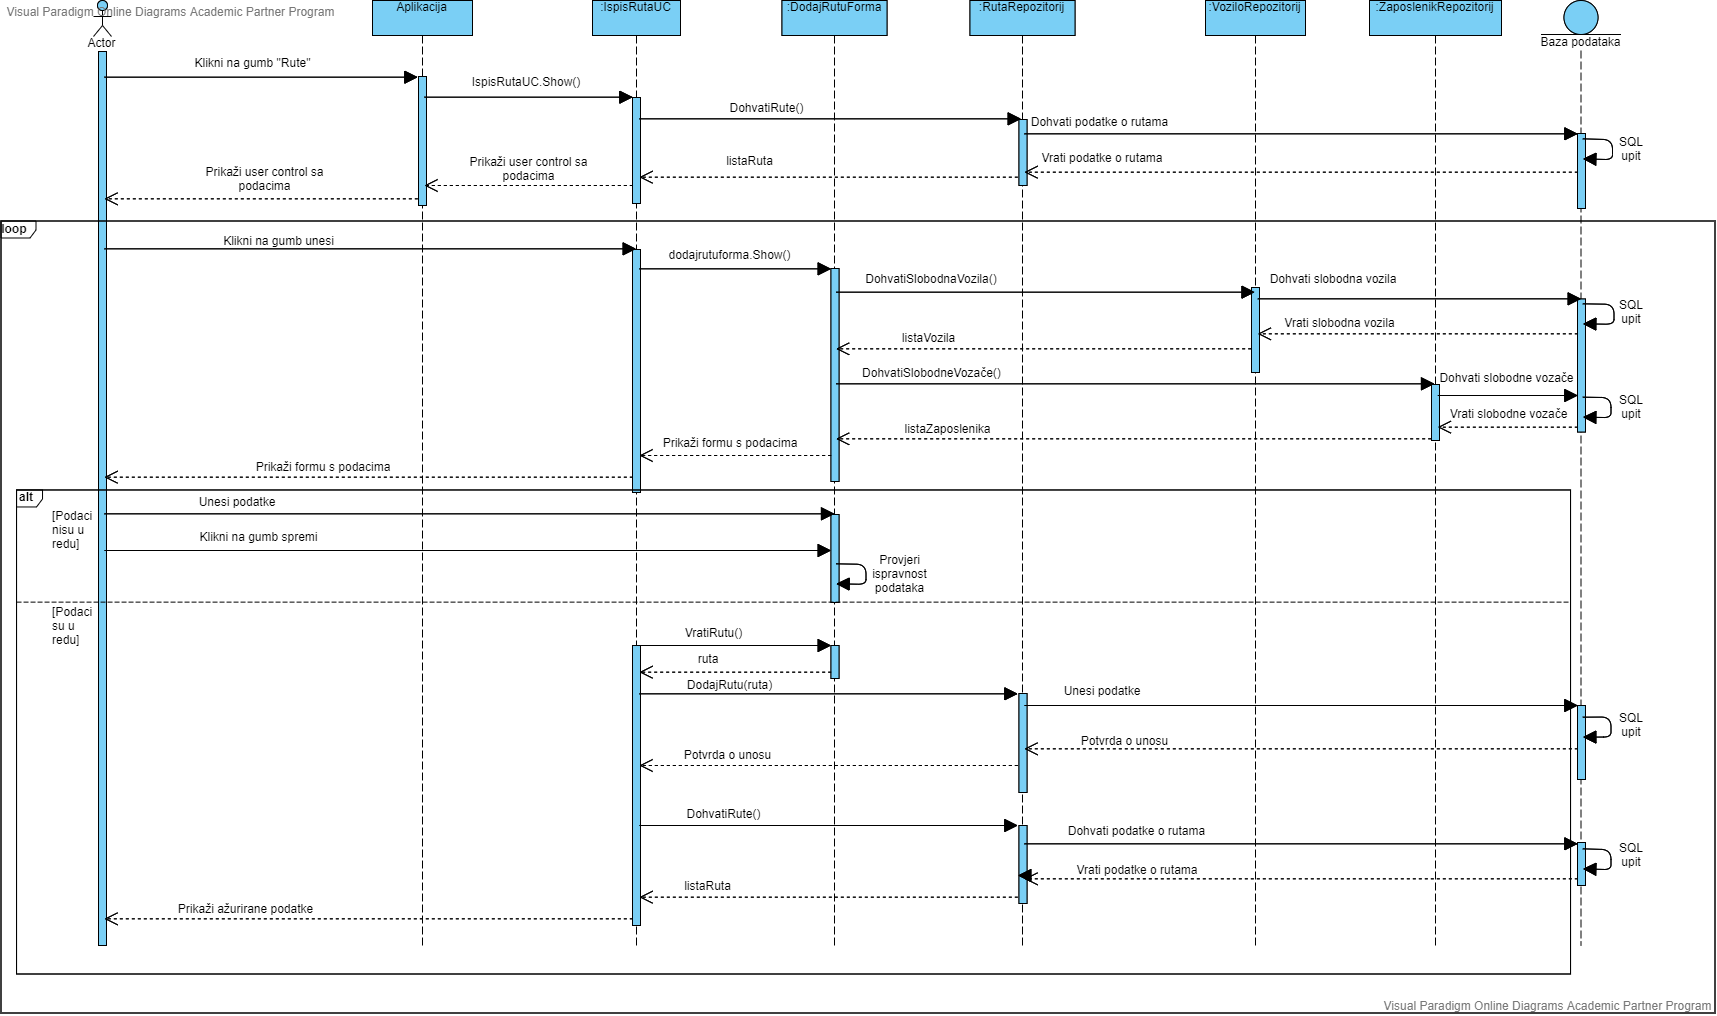 Visual Paradigm Online Diagrams Academic Partner Program
Actor
Aplikacija
:IspisRutaUC
:DodajRutuForma
:RutaRepozitorij
:VoziloRepozitorij
:ZaposlenikRepozitorij
Baza podataka
Klikni na gumb "Rute"
IspisRutaUC.Show()
DohvatiRute()
Dohvati podatke o rutama
SQL
upit
Vrati podatke o rutama
listaRuta
Prikaži user control sa
podacima
Prikaži user control sa
podacima
loop
Klikni na gumb unesi
dodajrutuforma.Show()
DohvatiSlobodnaVozila()
Dohvati slobodna vozila
SQL
upit
Vrati slobodna vozila
listaVozila
DohvatiSlobodneVozače()
Dohvati slobodne vozače
SQL
upit
Vrati slobodne vozače
listaZaposlenika
Prikaži formu s podacima
Prikaži formu s podacima
alt
[Podaci
nisu u
redu]
Unesi podatke
Klikni na gumb spremi
Provjeri
ispravnost
podataka
[Podaci
su u
redu]
VratiRutu()
ruta
DodajRutu(ruta)
Unesi podatke
SQL
upit
Potvrda o unosu
Potvrda o unosu
DohvatiRute()
Dohvati podatke o rutama
SQL
upit
Vrati podatke o rutama
listaRuta
Prikaži ažurirane podatke
Visual Paradigm Online Diagrams Academic Partner Program